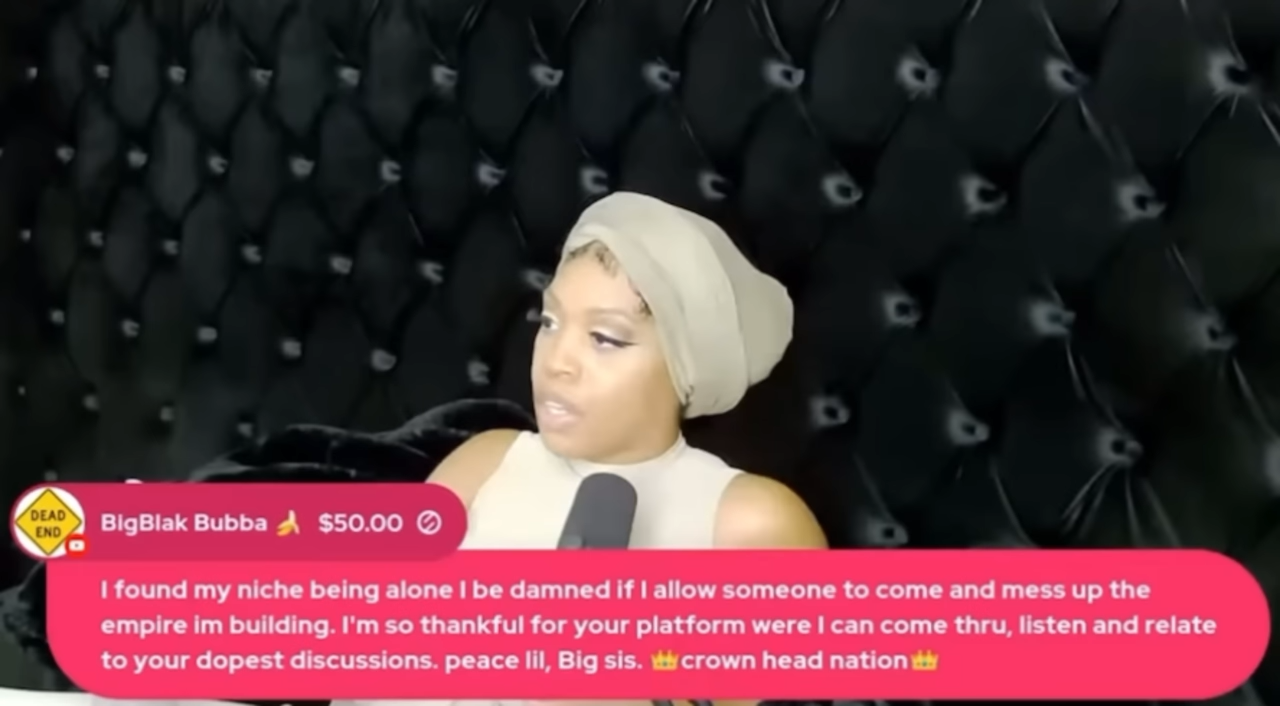 DEAD
END
BigBlak Bubba 🍌 $50.00
I found my niche being alone I be damned if I allow someone to come and mess up the
empire im building. I'm so thankful for your platform were I can come thru, listen and relate
to your dopest discussions. peace lil, Big sis. 👑crown head nation👑